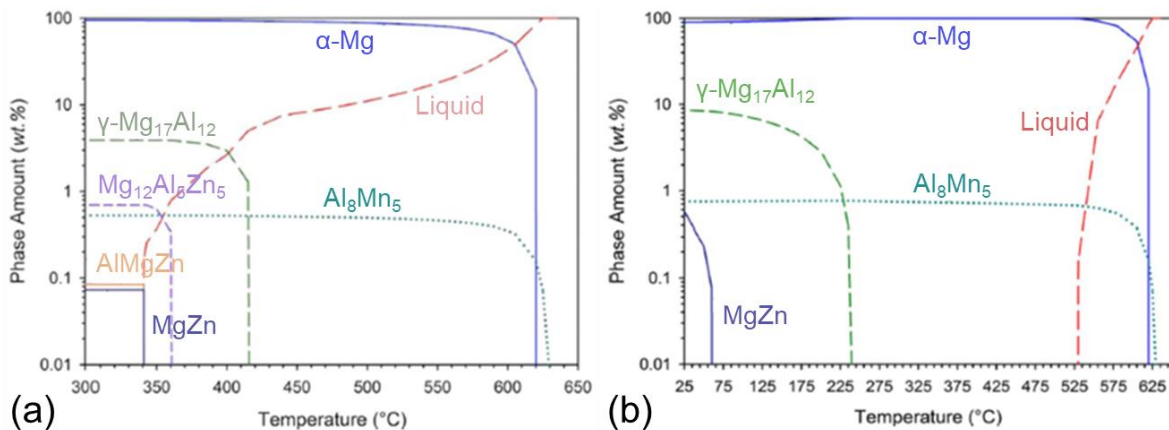 100
10
1
0.1
0.01
Phase Amount (wt.%)
α-Mg
γ-Mg17Al12
Liquid
Mg12Al5Zn5
Al8Mn5
AlMgZn
MgZn
300 350 400 450 500 550 600 650
Temperature (°C)
(a)
100
10
1
0.1
0.01
Phase Amount (wt.%)
α-Mg
γ-Mg17Al12
Liquid
Al8Mn5
MgZn
25 75 125 175 225 275 325 375 425 475 525 575 625
Temperature (°C)
(b)